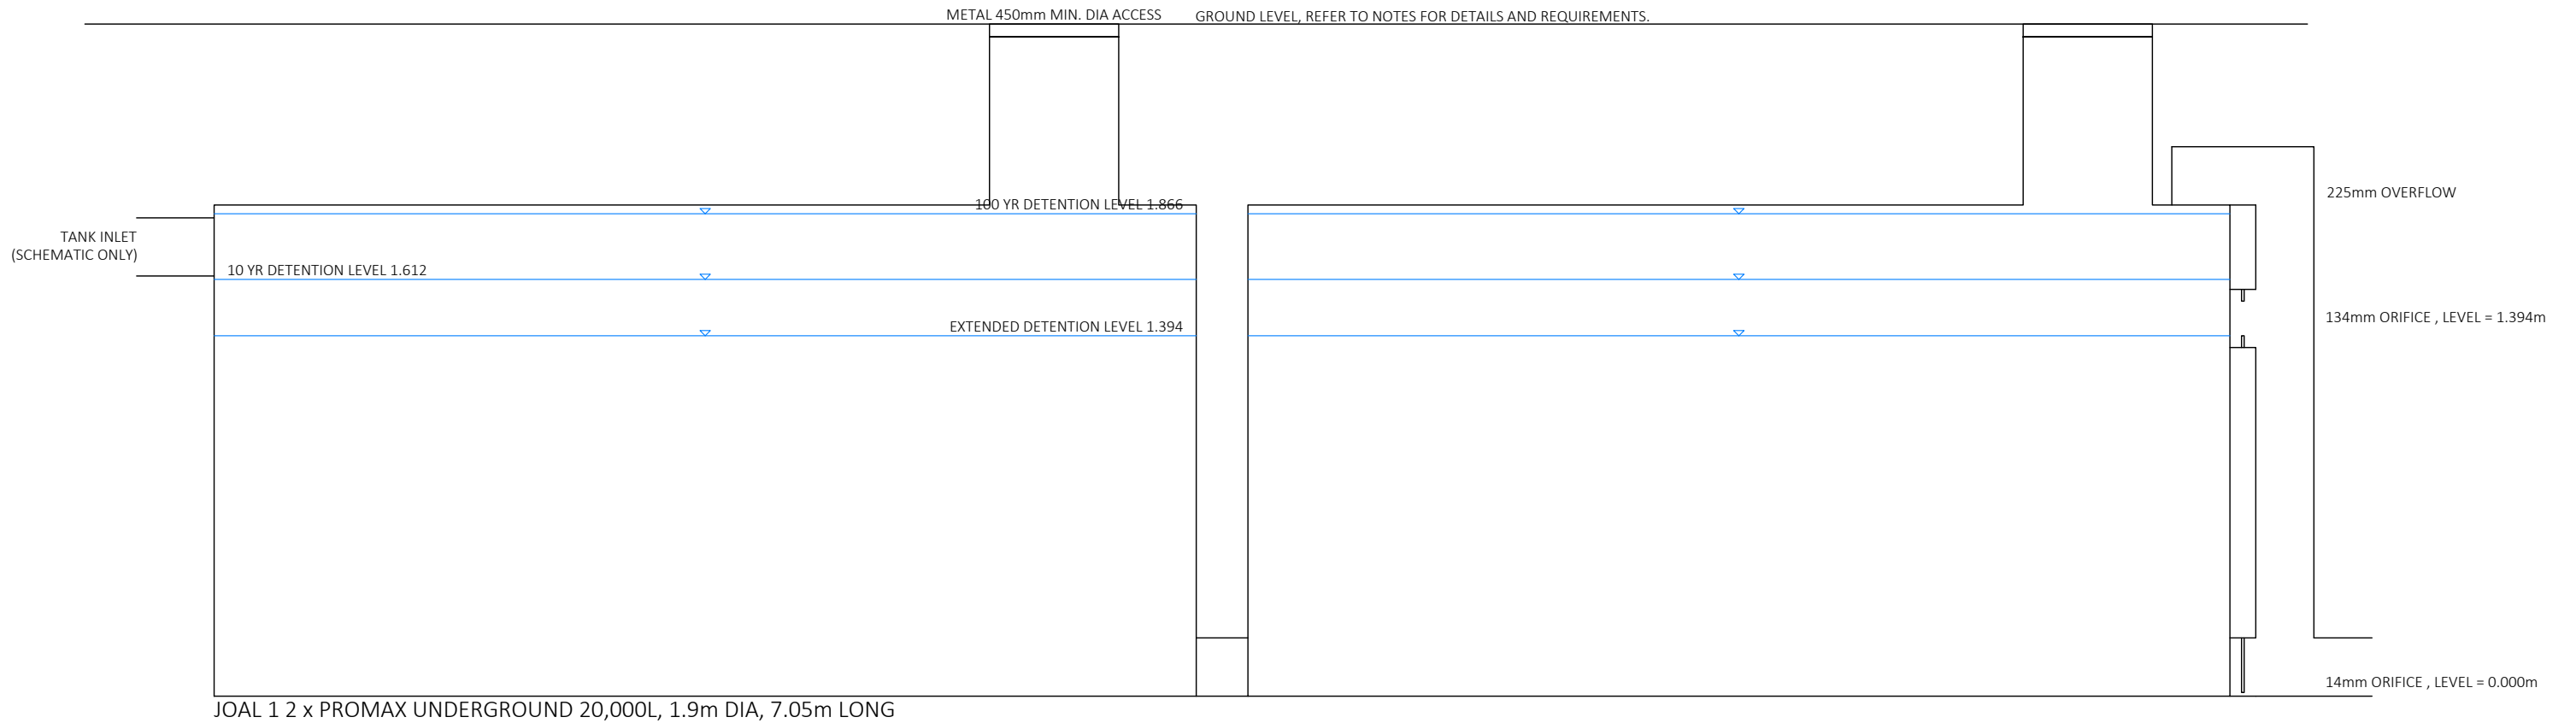 METAL 450mm MIN. DIA ACCESS
GROUND LEVEL, REFER TO NOTES FOR DETAILS AND REQUIREMENTS.
225mm OVERFLOW
100 YR DETENTION LEVEL 1.866
TANK INLET
(SCHEMATIC ONLY)
10 YR DETENTION LEVEL 1.612
134mm ORIFICE , LEVEL = 1.394m
EXTENDED DETENTION LEVEL 1.394
14mm ORIFICE , LEVEL = 0.000m
JOAL 1 2 x PROMAX UNDERGROUND 20,000L, 1.9m DIA, 7.05m LONG